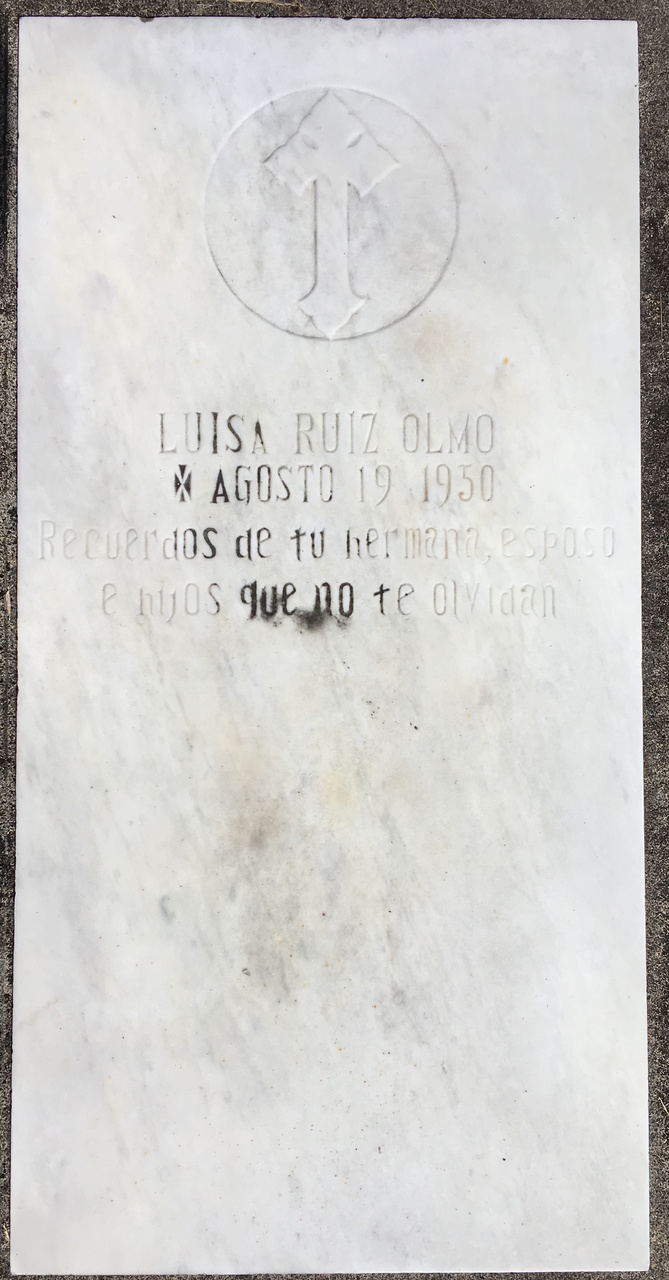 LUISA RUIZ OLMO
✠ AGOSTO 19 1930
Recuerdos de tu hermana, esposo
e hijos que no te olvidan